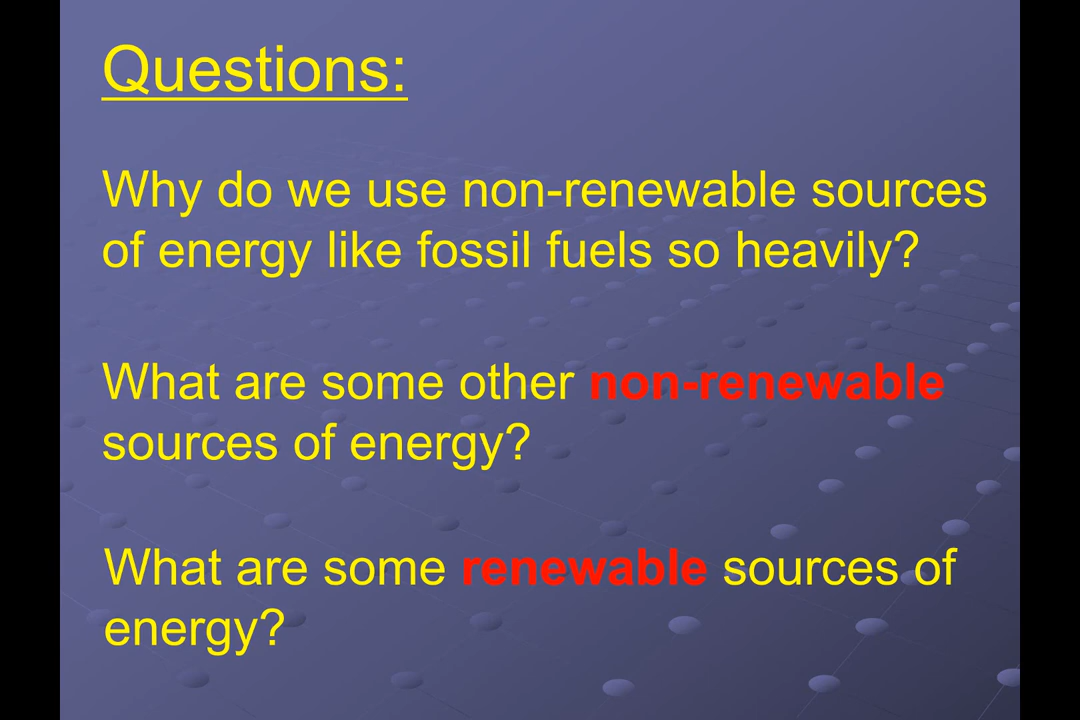 Questions:
Why do we use non-renewable sources
of energy like fossil fuels so heavily?
What are some other non-renewable
sources of energy?
What are some renewable sources of
energy?